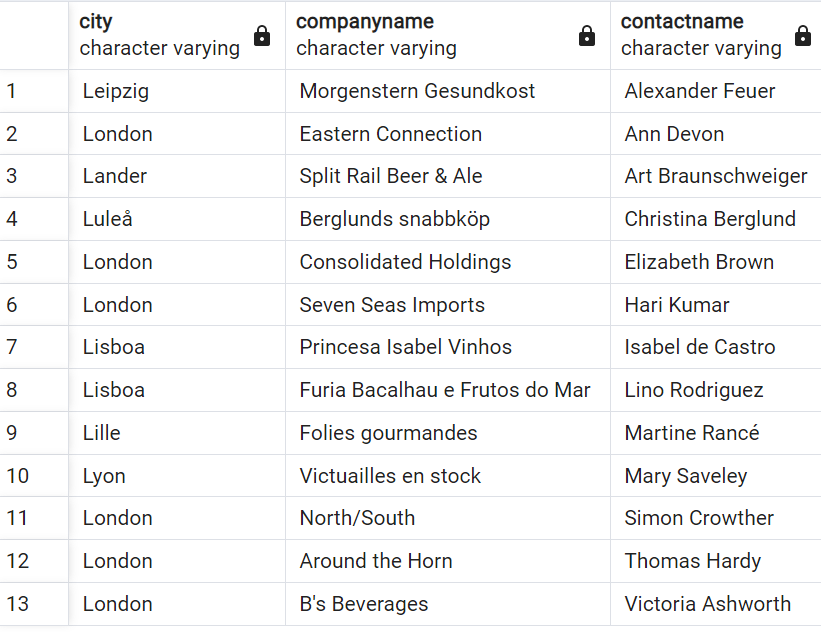 city companyname contactname
character varying character varying character varying
1 Leipzig Morgenstern Gesundkost Alexander Feuer
2 London Eastern Connection Ann Devon
3 Lander Split Rail Beer & Ale Art Braunschweiger
4 Luleå Berglunds snabbköp Christina Berglund
5 London Consolidated Holdings Elizabeth Brown
6 London Seven Seas Imports Hari Kumar
7 Lisboa Princesa Isabel Vinhos Isabel de Castro
8 Lisboa Furia Bacalhau e Frutos do Mar Lino Rodriguez
9 Lille Folies gourmandes Martine Rancé
10 Lyon Victuailles en stock Mary Saveley
11 London North/South Simon Crowther
12 London Around the Horn Thomas Hardy
13 London B's Beverages Victoria Ashworth